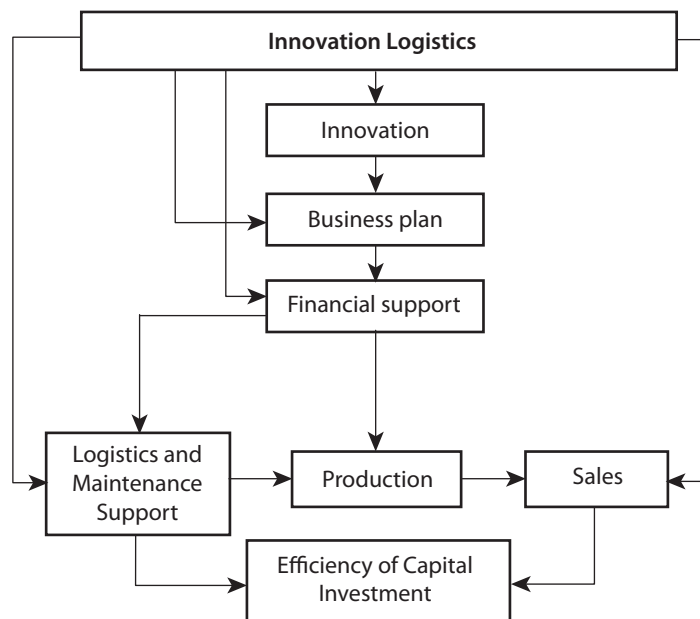 Innovation Logistics
Innovation
Business plan
Financial support
Logistics and
Maintenance
Support
Production
Sales
Efficiency of Capital
Investment